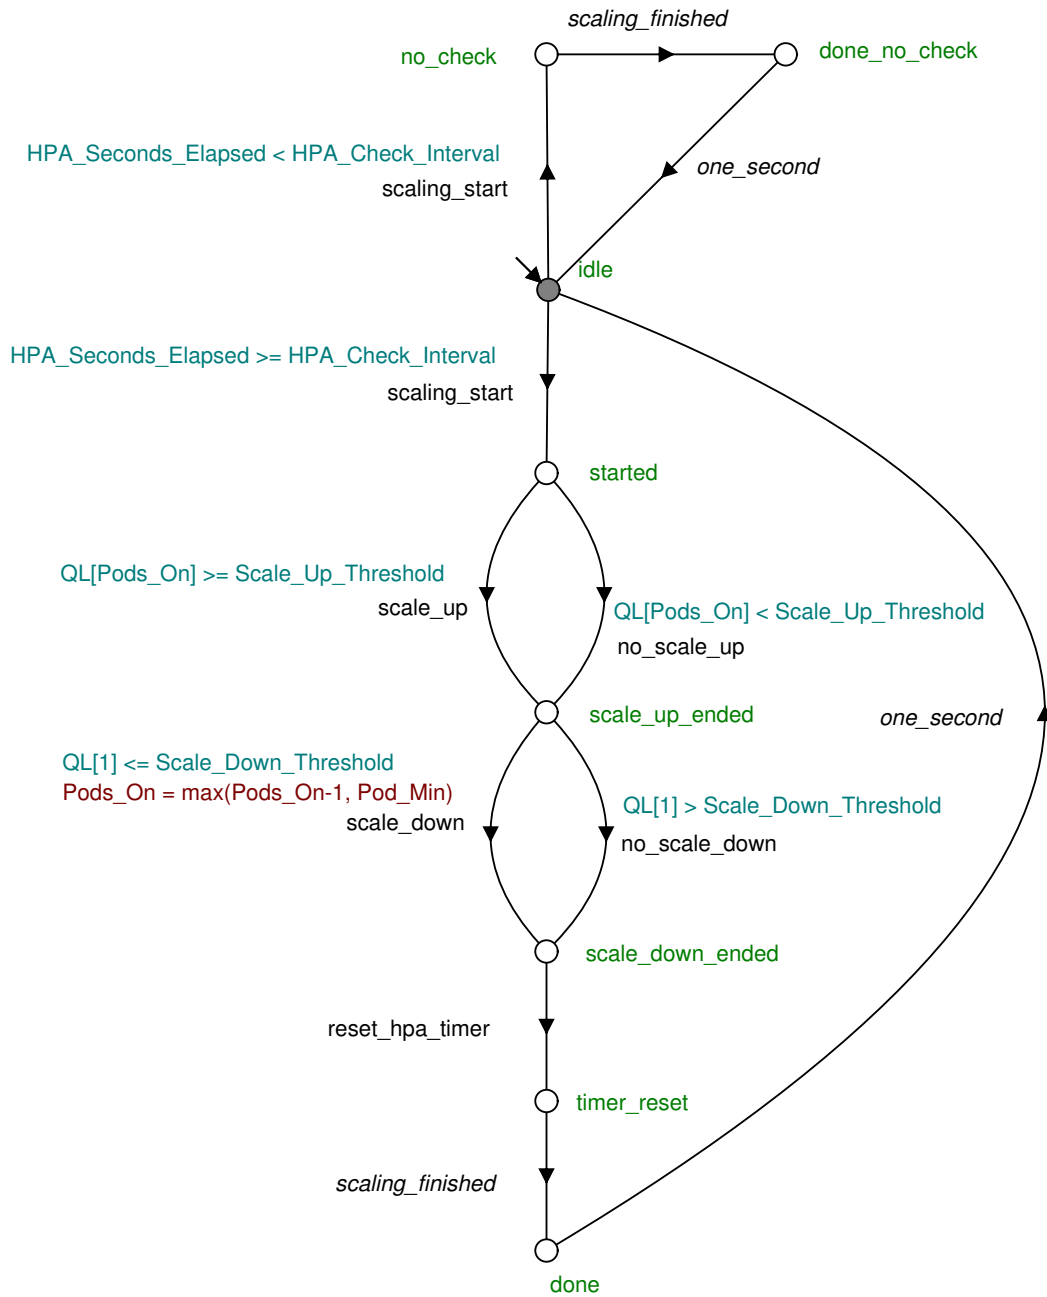 scaling_finished
no_check
done_no_check
HPA_Seconds_Elapsed < HPA_Check_Interval
scaling_start
one_second
idle
HPA_Seconds_Elapsed >= HPA_Check_Interval
scaling_start
started
QL[Pods_On] >= Scale_Up_Threshold
scale_up
QL[Pods_On] < Scale_Up_Threshold
no_scale_up
scale_up_ended
one_second
QL[1] <= Scale_Down_Threshold
Pods_On = max(Pods_On-1, Pod_Min)
scale_down
QL[1] > Scale_Down_Threshold
no_scale_down
scale_down_ended
reset_hpa_timer
timer_reset
scaling_finished
done